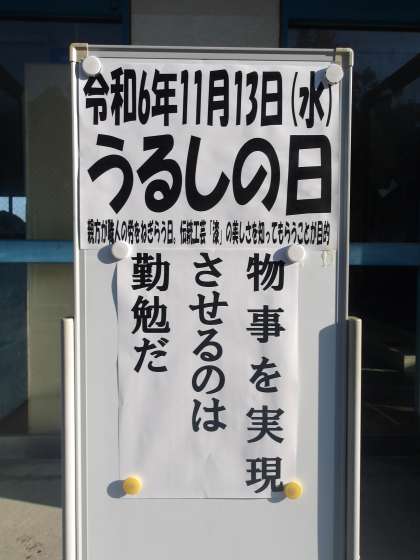 令和6年11月13日(水)
うるしの日
親方が職人の労をねぎらう日。伝統工芸「漆」の美しさを知ってもらうことが目的
物事を実現
させるのは
勤勉だ